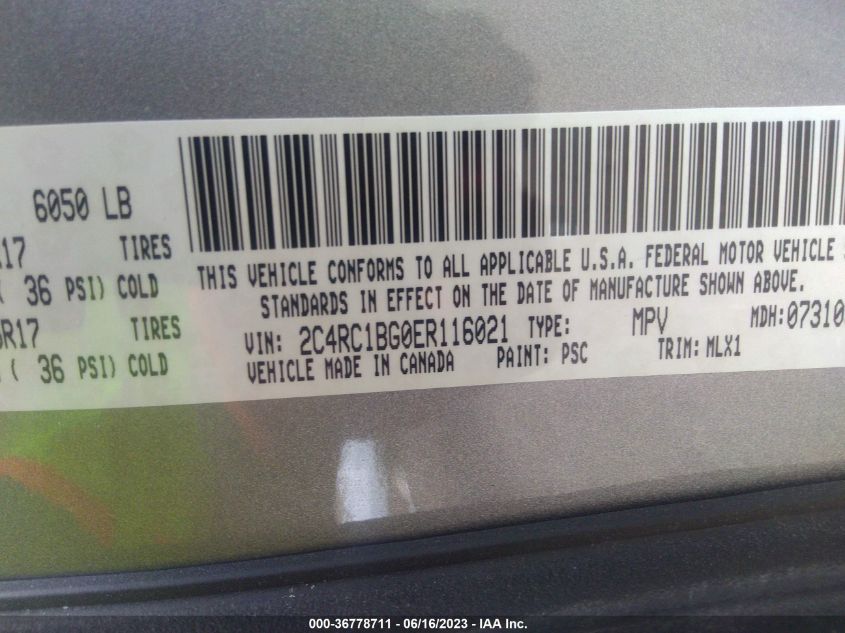 6050 LB
R17 TIRES
( 36 PSI) COLD
R17 TIRES
( 36 PSI) COLD
THIS VEHICLE CONFORMS TO ALL APPLICABLE U.S.A. FEDERAL MOTOR VEHICLE
STANDARDS IN EFFECT ON THE DATE OF MANUFACTURE SHOWN ABOVE.
VIN: 2C4RC1BG0ER116021 TYPE: MPV MDH:07310
VEHICLE MADE IN CANADA PAINT: PSC TRIM: MLX1
000-36778711 - 06/16/2023 - IAA Inc.